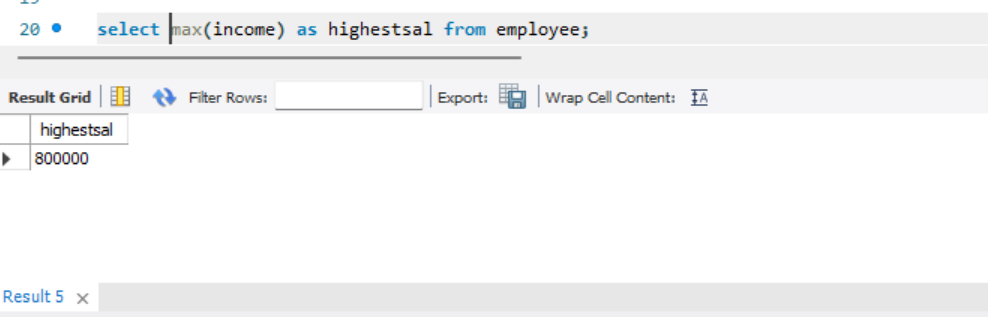 20 select max(income) as highestsal from employee;
Result Grid Filter Rows: Export: Wrap Cell Content: IA
highestsal
800000
Result 5 ×